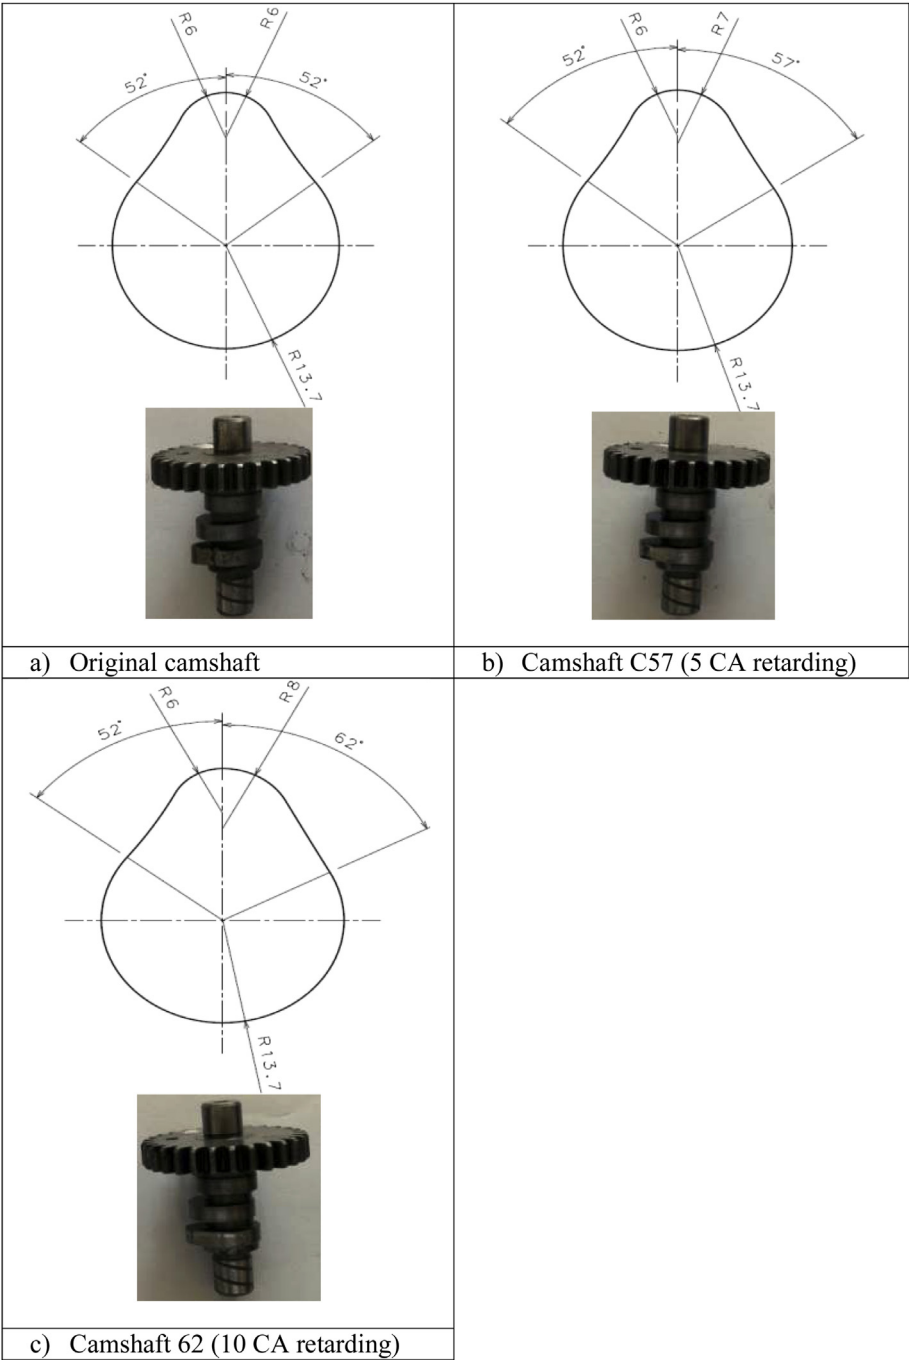 R6
R6
52°
52°
R13.7
a) Original camshaft
R6
R7
52°
57°
R13.7
b) Camshaft C57 (5 CA retarding)
R6
R8
52°
62°
R13.7
c) Camshaft 62 (10 CA retarding)